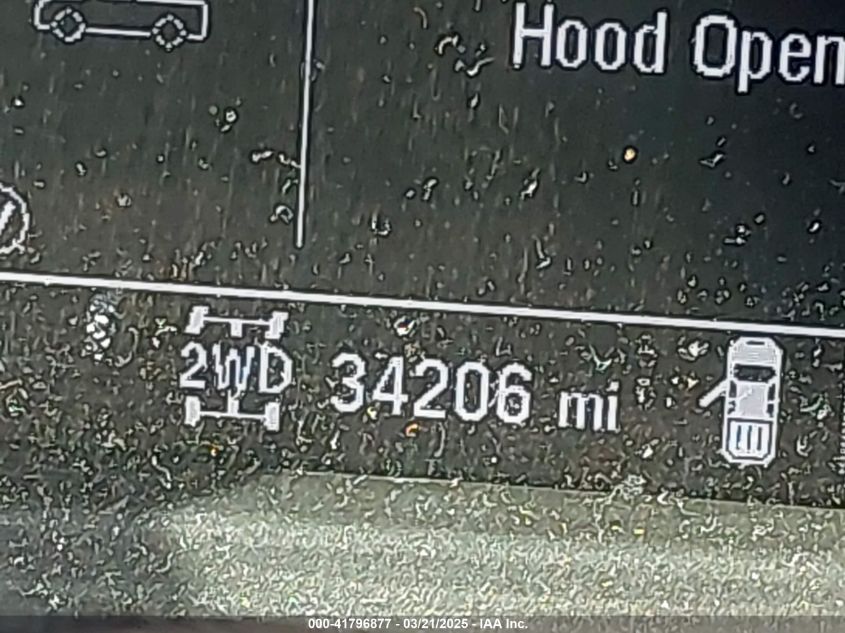 Hood Open
2WD 34206 mi
000-41796877 - 03/21/2025 - IAA Inc.